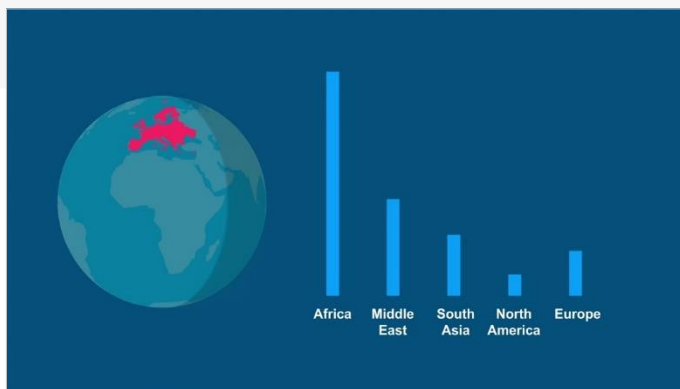 Africa
Middle
East
South
Asia
North
America
Europe